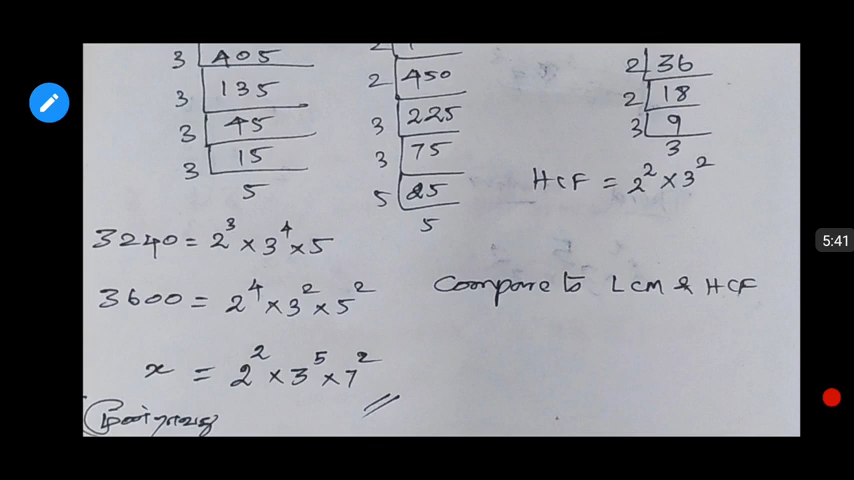 3 | 405
3 | 135
3 | 45
3 | 15
5
2
2 | 450
3 | 225
3 | 75
5 | 25
5
2 | 36
2 | 18
3 | 9
3
HCF = 2² × 3²
3240 = 2³ × 3⁴ × 5
3600 = 2⁴ × 3² × 5²
Compare to LCM & HCF
x = 2² × 3⁵ × 7²
5:41